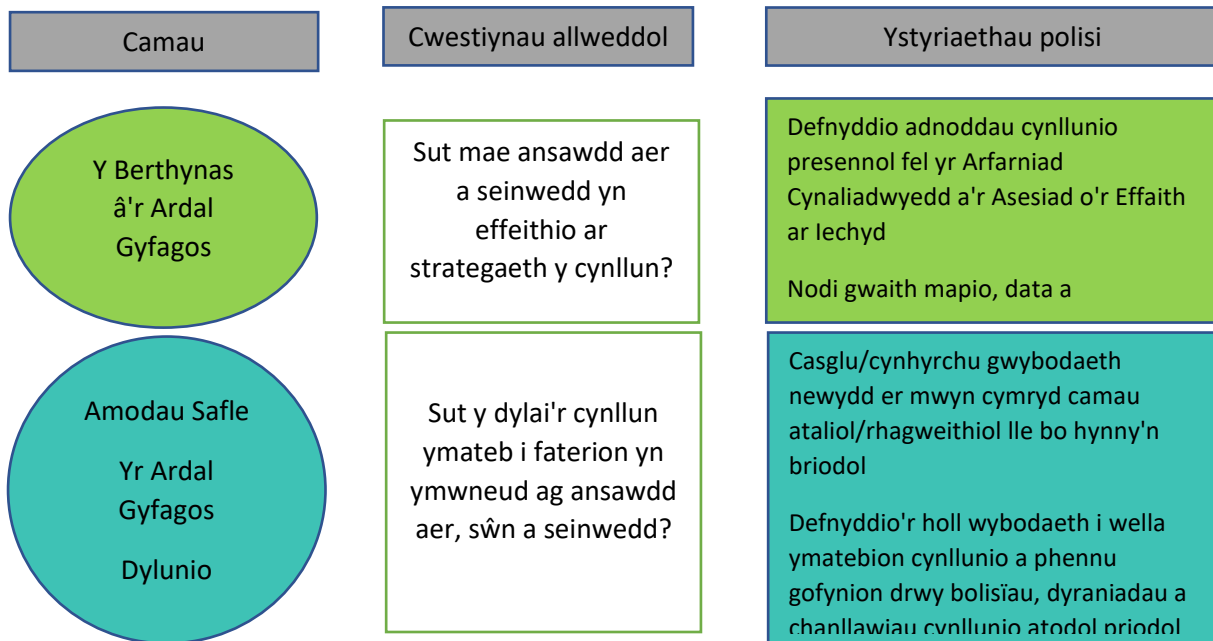 Camau
Cwestiynau allweddol
Ystyriaethau polisi
Y Berthynas
â'r Ardal
Gyfagos
Sut mae ansawdd aer
a seinwedd yn
effeithio ar
strategaeth y cynllun?
Defnyddio adnoddau cynllunio
presennol fel yr Arfarniad
Cynaliadwyedd a'r Asesiad o'r Effaith
ar Iechyd
Nodi gwaith mapio, data a
Amodau Safle
Yr Ardal
Gyfagos
Dylunio
Sut y dylai'r cynllun
ymateb i faterion yn
ymwneud ag ansawdd
aer, sŵn a seinwedd?
Casglu/cynhyrchu gwybodaeth
newydd er mwyn cymryd camau
ataliol/rhagweithiol lle bo hynny'n
briodol
Defnyddio'r holl wybodaeth i wella
ymatebion cynllunio a phennu
gofynion drwy bolisïau, dyraniadau a
chanllawiau cynllunio atodol priodol